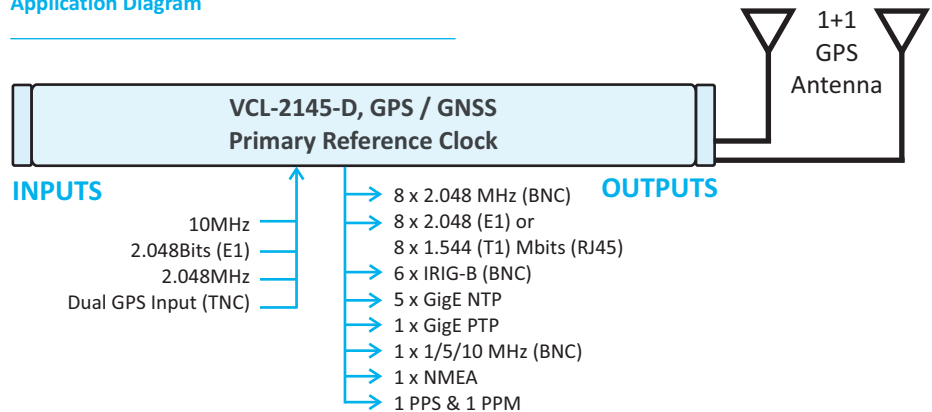 Application Diagram
1+1
GPS
Antenna
VCL-2145-D, GPS / GNSS
Primary Reference Clock
INPUTS
10MHz
2.048Bits (E1)
2.048MHz
Dual GPS Input (TNC)
OUTPUTS
8 x 2.048 MHz (BNC)
8 x 2.048 (E1) or
8 x 1.544 (T1) Mbits (RJ45)
6 x IRIG-B (BNC)
5 x GigE NTP
1 x GigE PTP
1 x 1/5/10 MHz (BNC)
1 x NMEA
1 PPS & 1 PPM